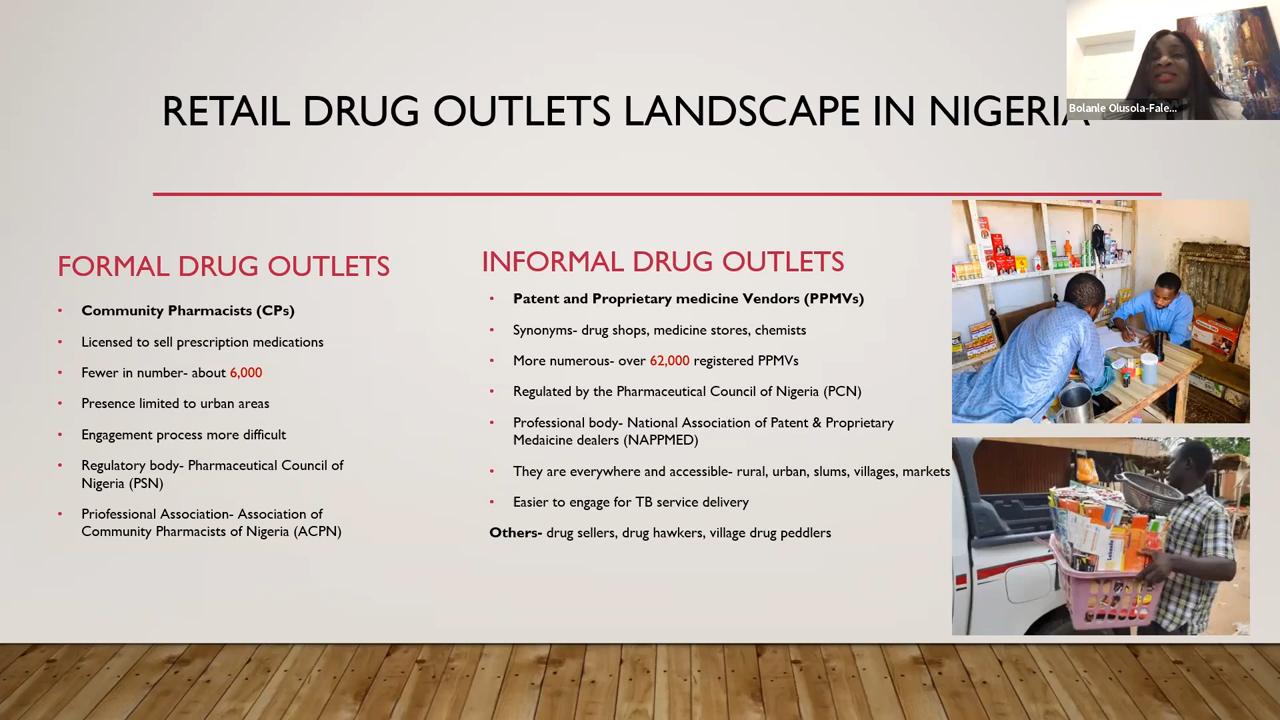 RETAIL DRUG OUTLETS LANDSCAPE IN NIGERIA
Bolanle Olusola-Fale...
FORMAL DRUG OUTLETS
• Community Pharmacists (CPs)
• Licensed to sell prescription medications
• Fewer in number- about 6,000
• Presence limited to urban areas
• Engagement process more difficult
• Regulatory body- Pharmaceutical Council of
Nigeria (PSN)
• Priofessional Association- Association of
Community Pharmacists of Nigeria (ACPN)
INFORMAL DRUG OUTLETS
• Patent and Proprietary medicine Vendors (PPMVs)
• Synonyms- drug shops, medicine stores, chemists
• More numerous- over 62,000 registered PPMVs
• Regulated by the Pharmaceutical Council of Nigeria (PCN)
• Professional body- National Association of Patent & Proprietary
Medaicine dealers (NAPPMED)
• They are everywhere and accessible- rural, urban, slums, villages, markets
• Easier to engage for TB service delivery
Others- drug sellers, drug hawkers, village drug peddlers